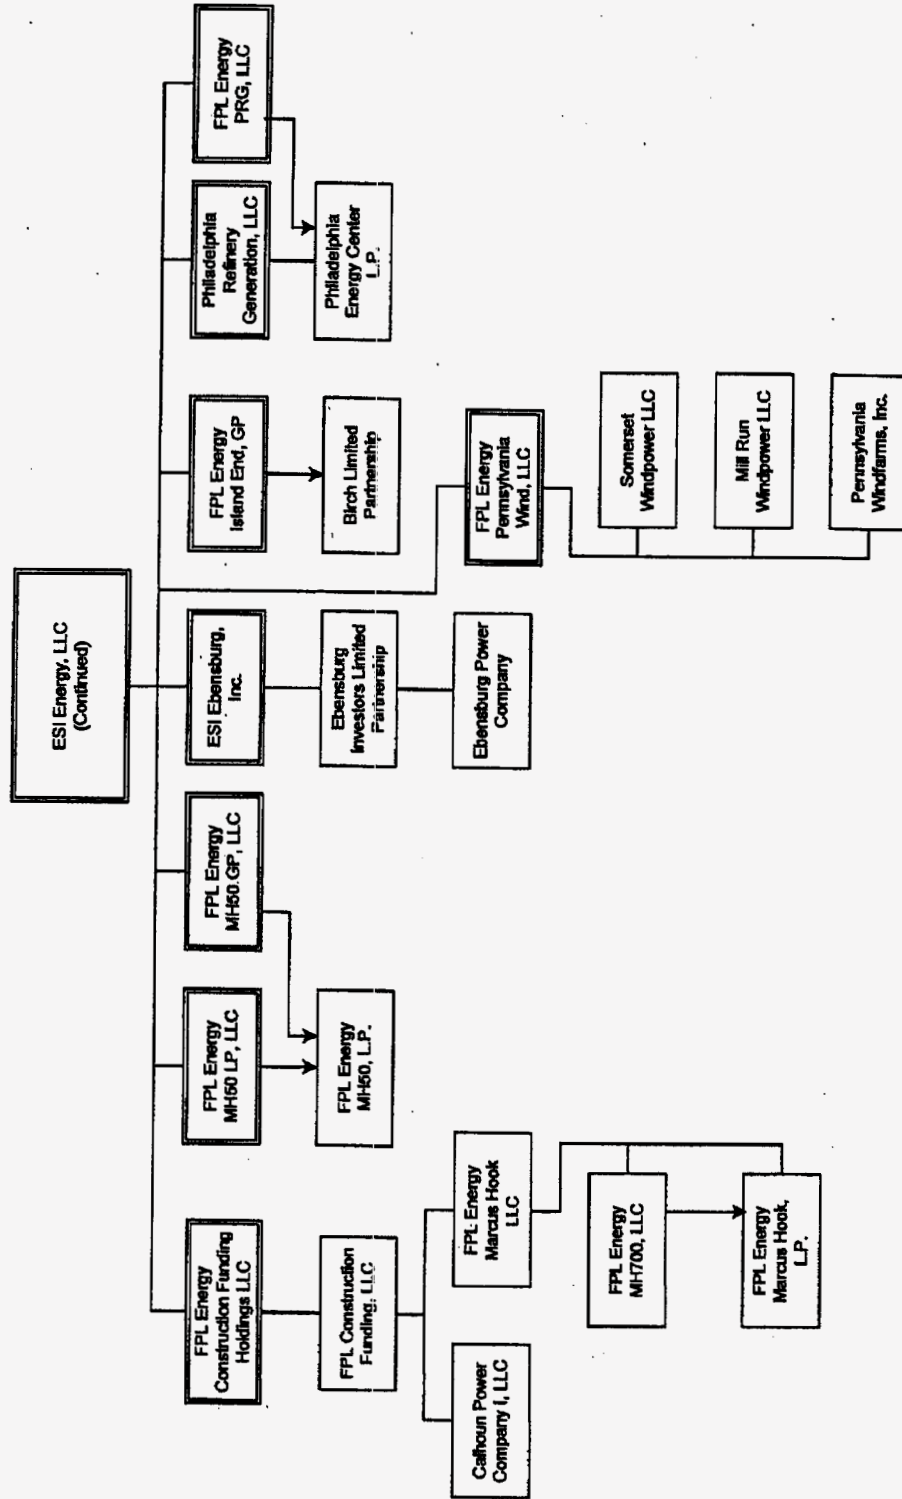 ESI Energy, LLC
(Continued)
FPL Energy
Construction Funding
Holdings LLC
FPL Energy
MH50 LP, LLC
FPL Energy
MH50 GP, LLC
ESI Ebensburg,
Inc.
FPL Energy
Island End, GP
Philadelphia
Refinery
Generation, LLC
FPL Energy
PRG, LLC
FPL Construction
Funding, LLC
FPL Energy
MH50, L.P.
Ebensburg
Investors Limited
Partnership
Birch Limited
Partnership
Philadelphia
Energy Center
L.P.
Calhoun Power
Company I, LLC
FPL Energy
Marcus Hook
LLC
Ebensburg Power
Company
FPL Energy
Pennsylvania
Wind, LLC
FPL Energy
MH700, LLC
Somerset
Windpower LLC
Mill Run
Windpower LLC
FPL Energy
Marcus Hook,
L.P.
Pennsylvania
Windfarms, Inc.